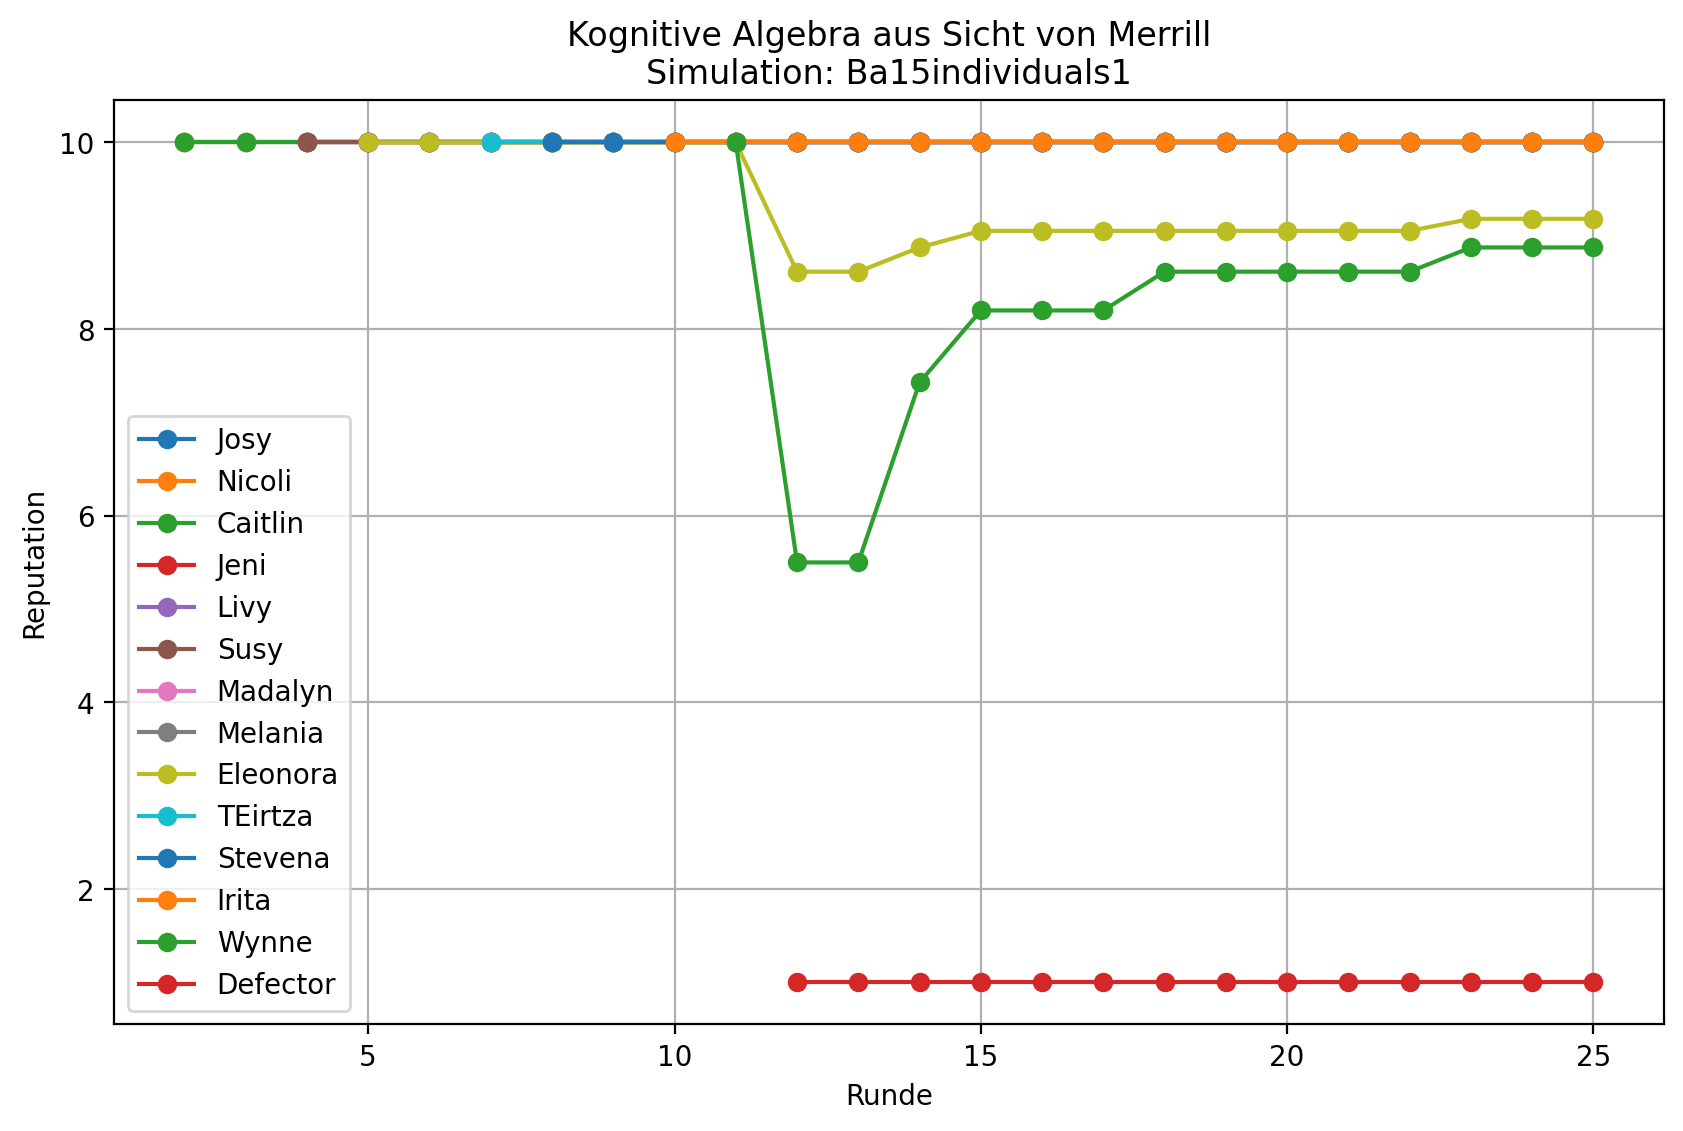 Kognitive Algebra aus Sicht von Merrill
Simulation: Ba15individuals1
Reputation
10
8
6
4
2
Josy
Nicoli
Caitlin
Jeni
Livy
Susy
Madalyn
Melania
Eleonora
TEirtza
Stevena
Irita
Wynne
Defector
5 10 15 20 25
Runde